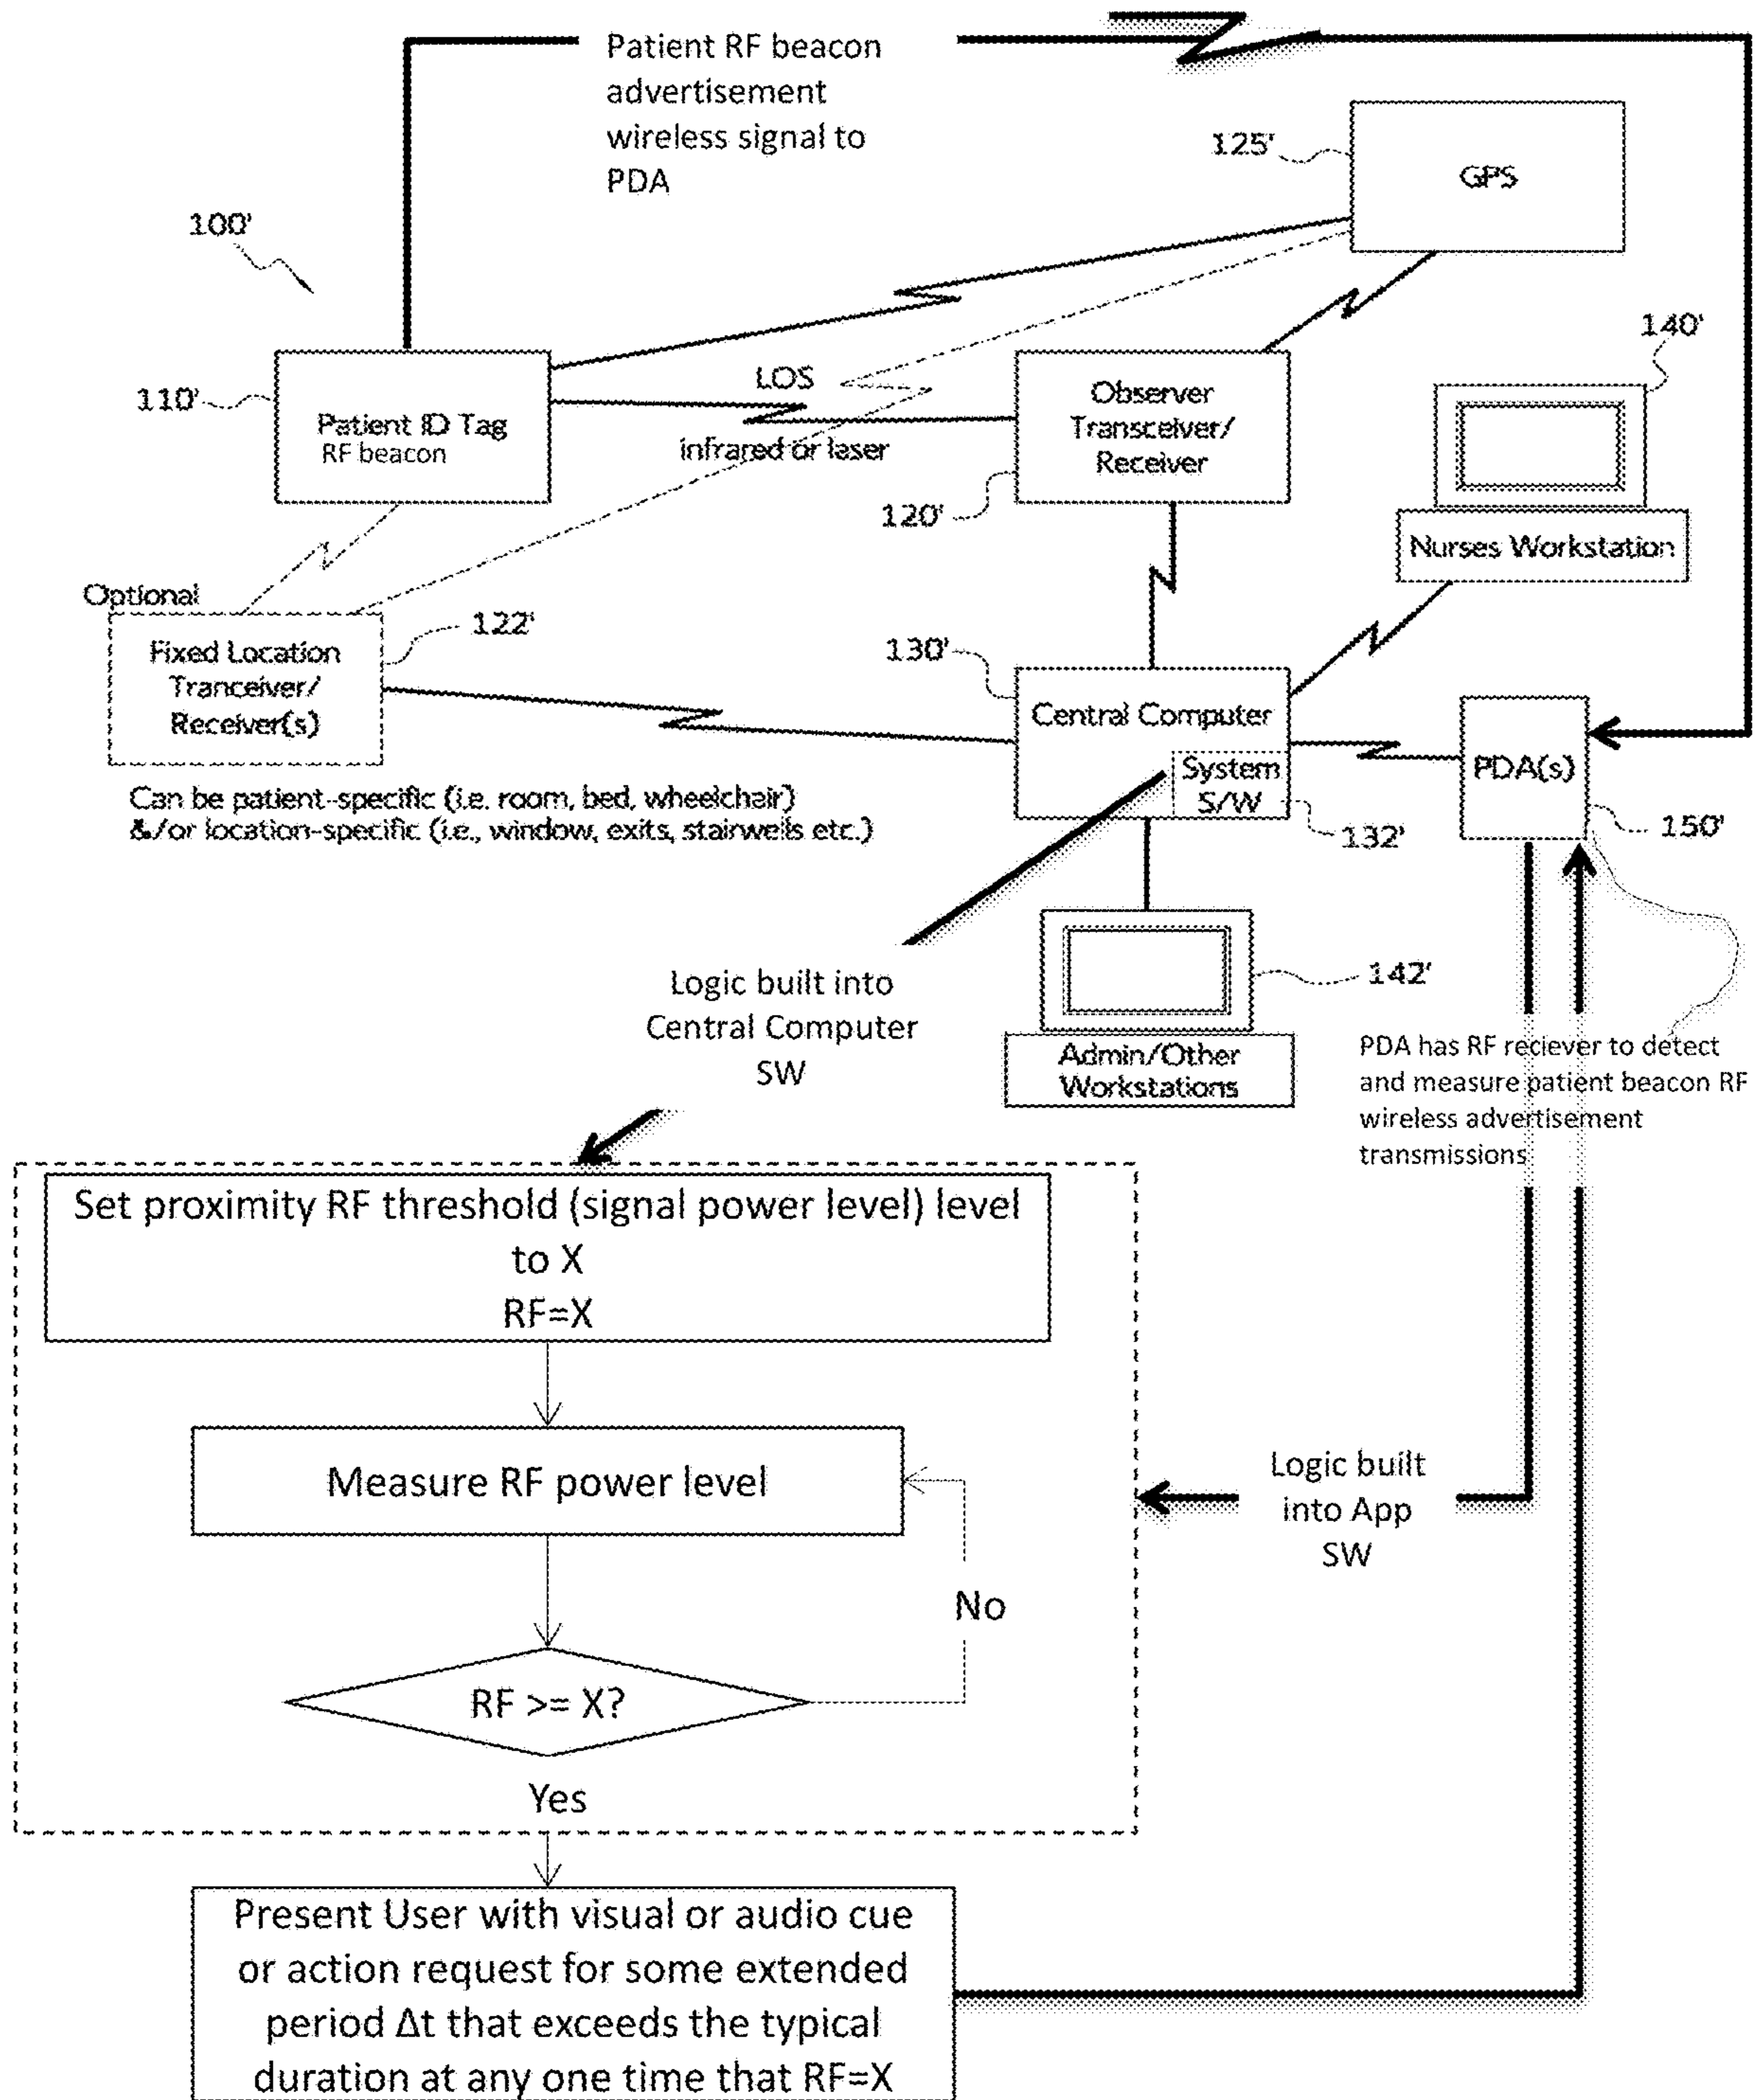 Patient RF beacon
advertisement
wireless signal to
PDA
125'
GPS
100'
140'
110'
Patient ID Tag
RF beacon
LOS
infrared or laser
Observer
Transceiver/
Receiver
120'
Nurses Workstation
Optional
Fixed Location
Tranceiver/
Receiver(s)
122'
130'
Central Computer
System
S/W
132'
PDA(s)
150'
Can be patient-specific (i.e. room, bed, wheelchair)
&/or location-specific (i.e., window, exits, stairwells etc.)
Logic built into
Central Computer
SW
142'
Admin/Other
Workstations
PDA has RF reciever to detect
and measure patient beacon RF
wireless advertisement
transmissions
Set proximity RF threshold (signal power level) level
to X
RF=X
Measure RF power level
Logic built
into App
SW
No
RF >= X?
Yes
Present User with visual or audio cue
or action request for some extended
period Δt that exceeds the typical
duration at any one time that RF=X